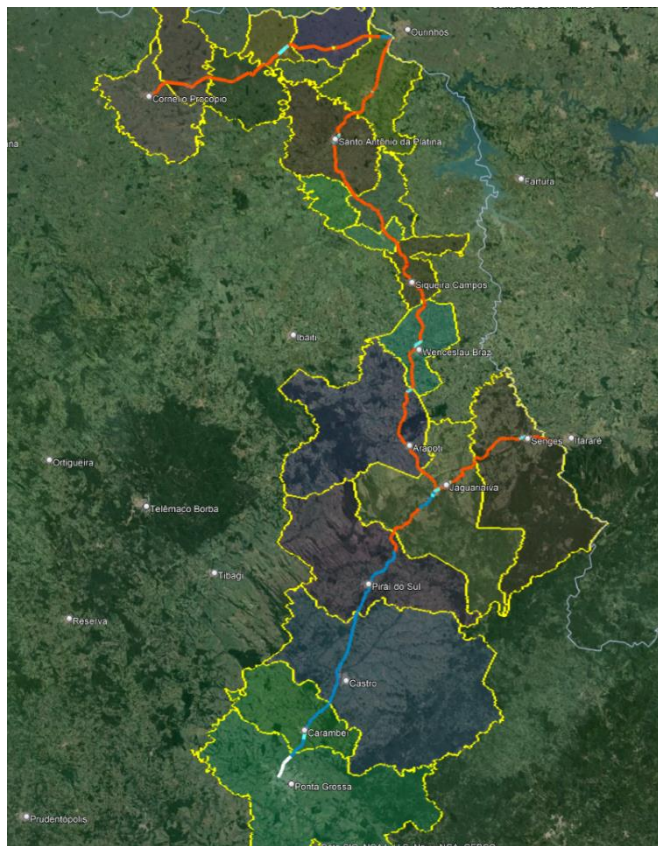 Ourinhos
Cornélio Procópio
Santo Antônio da Platina
Fartura
Siqueira Campos
Ibaiti
Wenceslau Braz
Arapoti
Sengés
Itararé
Ortigueira
Jaguariaíva
Telêmaco Borba
Tibagi
Piraí do Sul
Reserva
Castro
Carambeí
Ponta Grossa
Prudentópolis